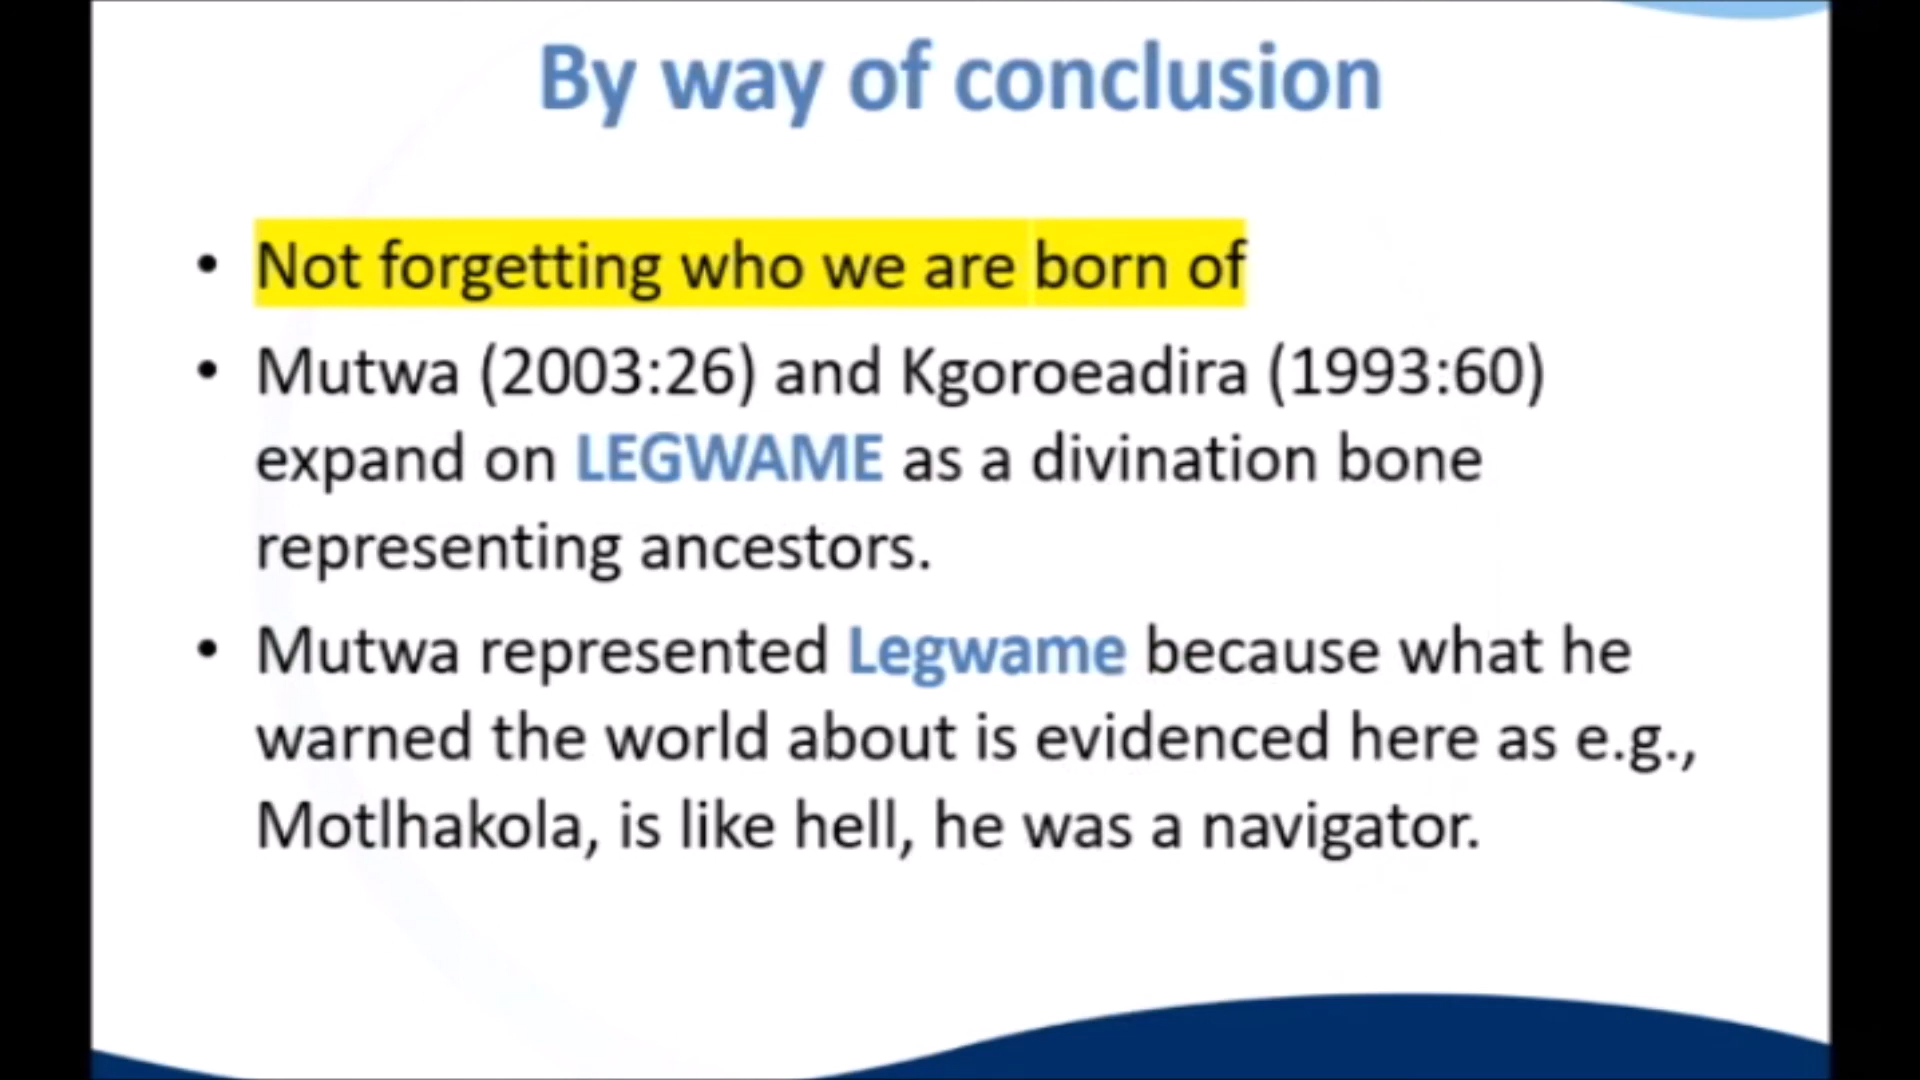 By way of conclusion
• Not forgetting who we are born of
• Mutwa (2003:26) and Kgoroeadira (1993:60)
expand on LEGWAME as a divination bone
representing ancestors.
• Mutwa represented Legwame because what he
warned the world about is evidenced here as e.g.,
Motlhakola, is like hell, he was a navigator.